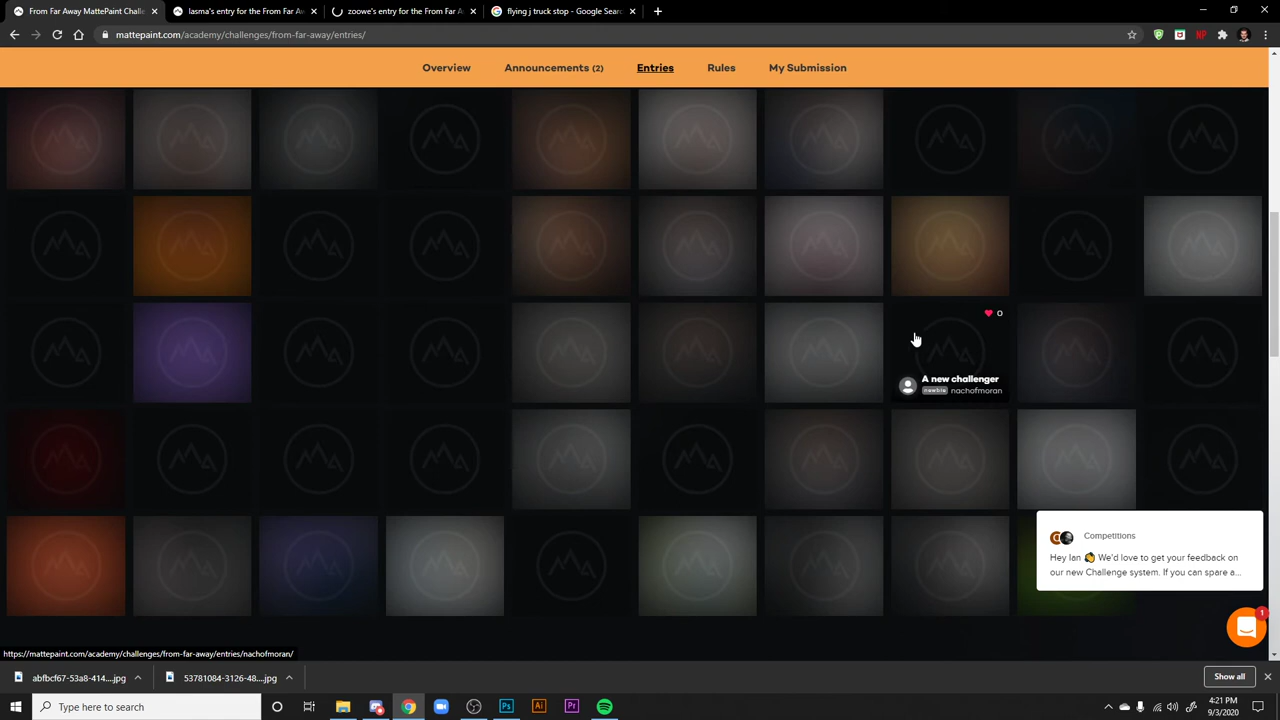 From Far Away MattePaint Challe
lasma's entry for the From Far Aw
zoowe's entry for the From Far A
flying j truck stop - Google Searc
mattepaint.com/academy/challenges/from-far-away/entries/
Overview
Announcements (2)
Entries
Rules
My Submission
0
A new challenger
newbie nachofmoran
Competitions
Hey Ian 👋 We'd love to get your feedback on
our new Challenge system. If you can spare a...
1
https://mattepaint.com/academy/challenges/from-far-away/entries/nachofmoran/
abfbcf67-53a8-414....jpg
53781084-3126-48....jpg
Show all
Type here to search
4:21 PM
9/3/2020